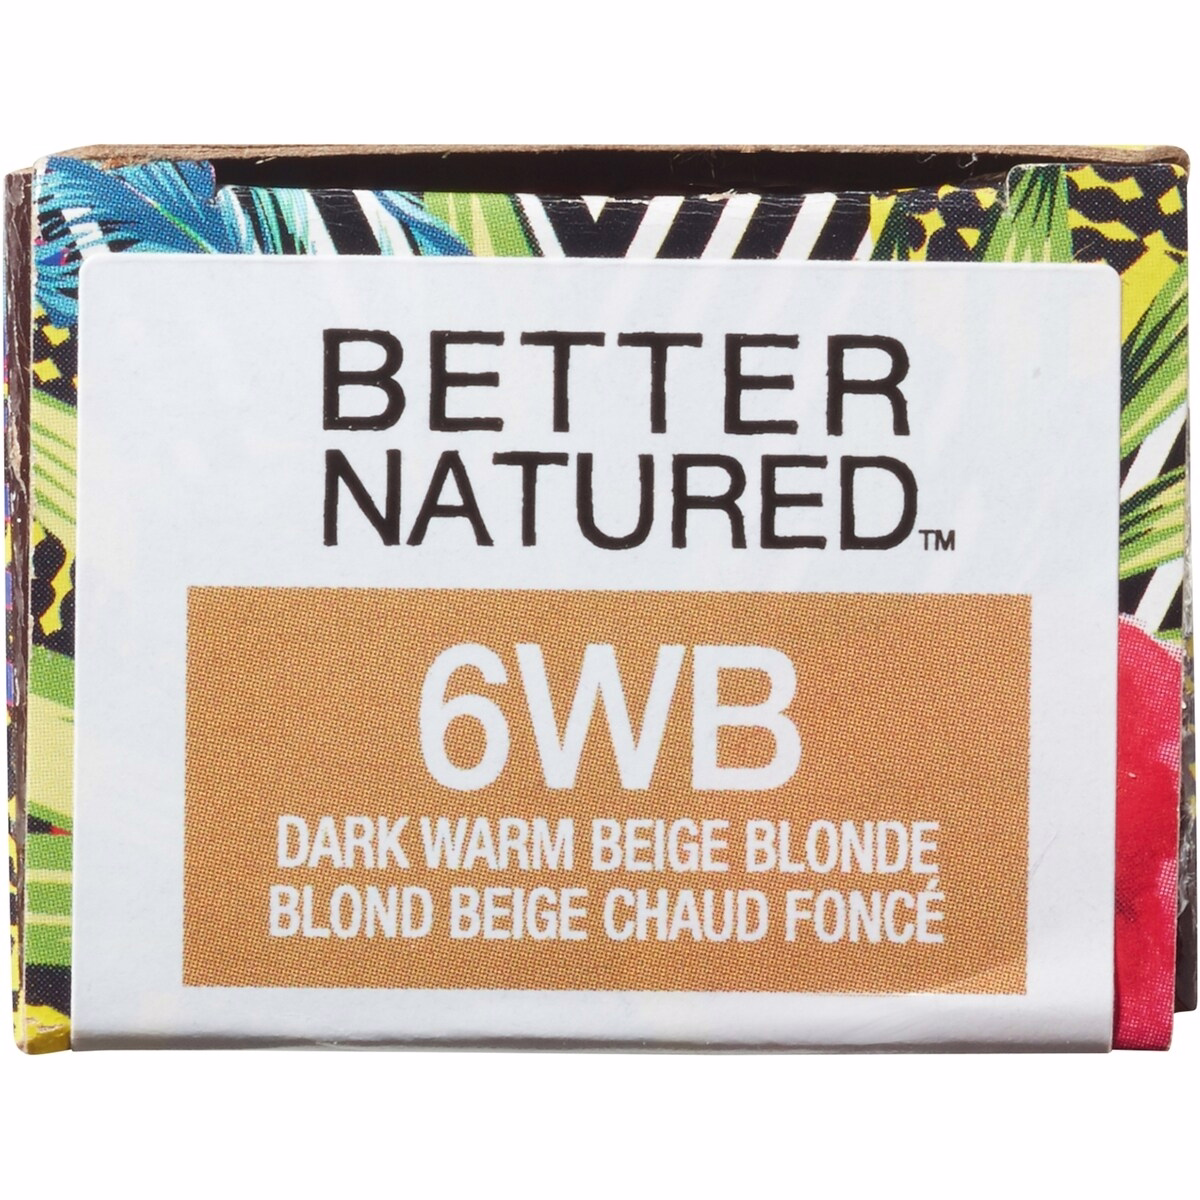 BETTER
NATURED™
6WB
DARK WARM BEIGE BLONDE
BLOND BEIGE CHAUD FONCÉ